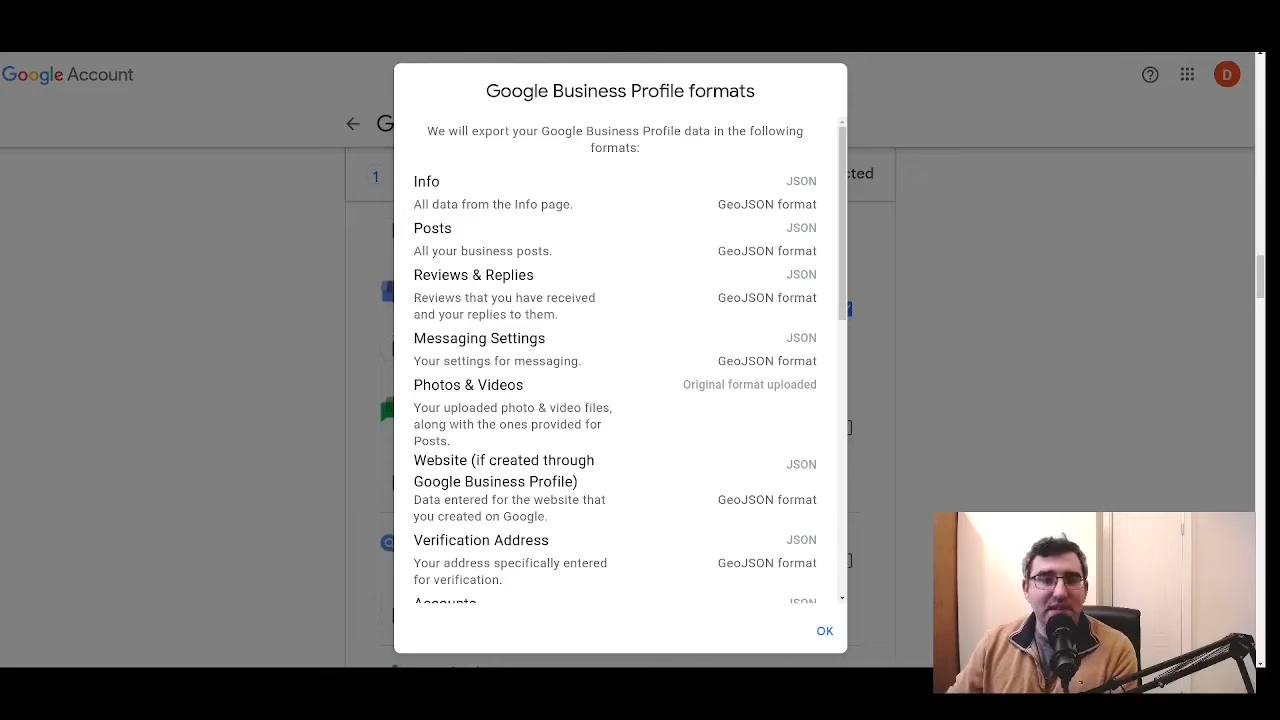 Google Account
D
G
1
cted
Google Business Profile formats
We will export your Google Business Profile data in the following
formats:
Info JSON
All data from the Info page. GeoJSON format
Posts JSON
All your business posts. GeoJSON format
Reviews & Replies JSON
Reviews that you have received GeoJSON format
and your replies to them.
Messaging Settings JSON
Your settings for messaging. GeoJSON format
Photos & Videos Original format uploaded
Your uploaded photo & video files,
along with the ones provided for
Posts.
Website (if created through JSON
Google Business Profile)
Data entered for the website that GeoJSON format
you created on Google.
Verification Address JSON
Your address specifically entered GeoJSON format
for verification.
Accounts JSON
OK